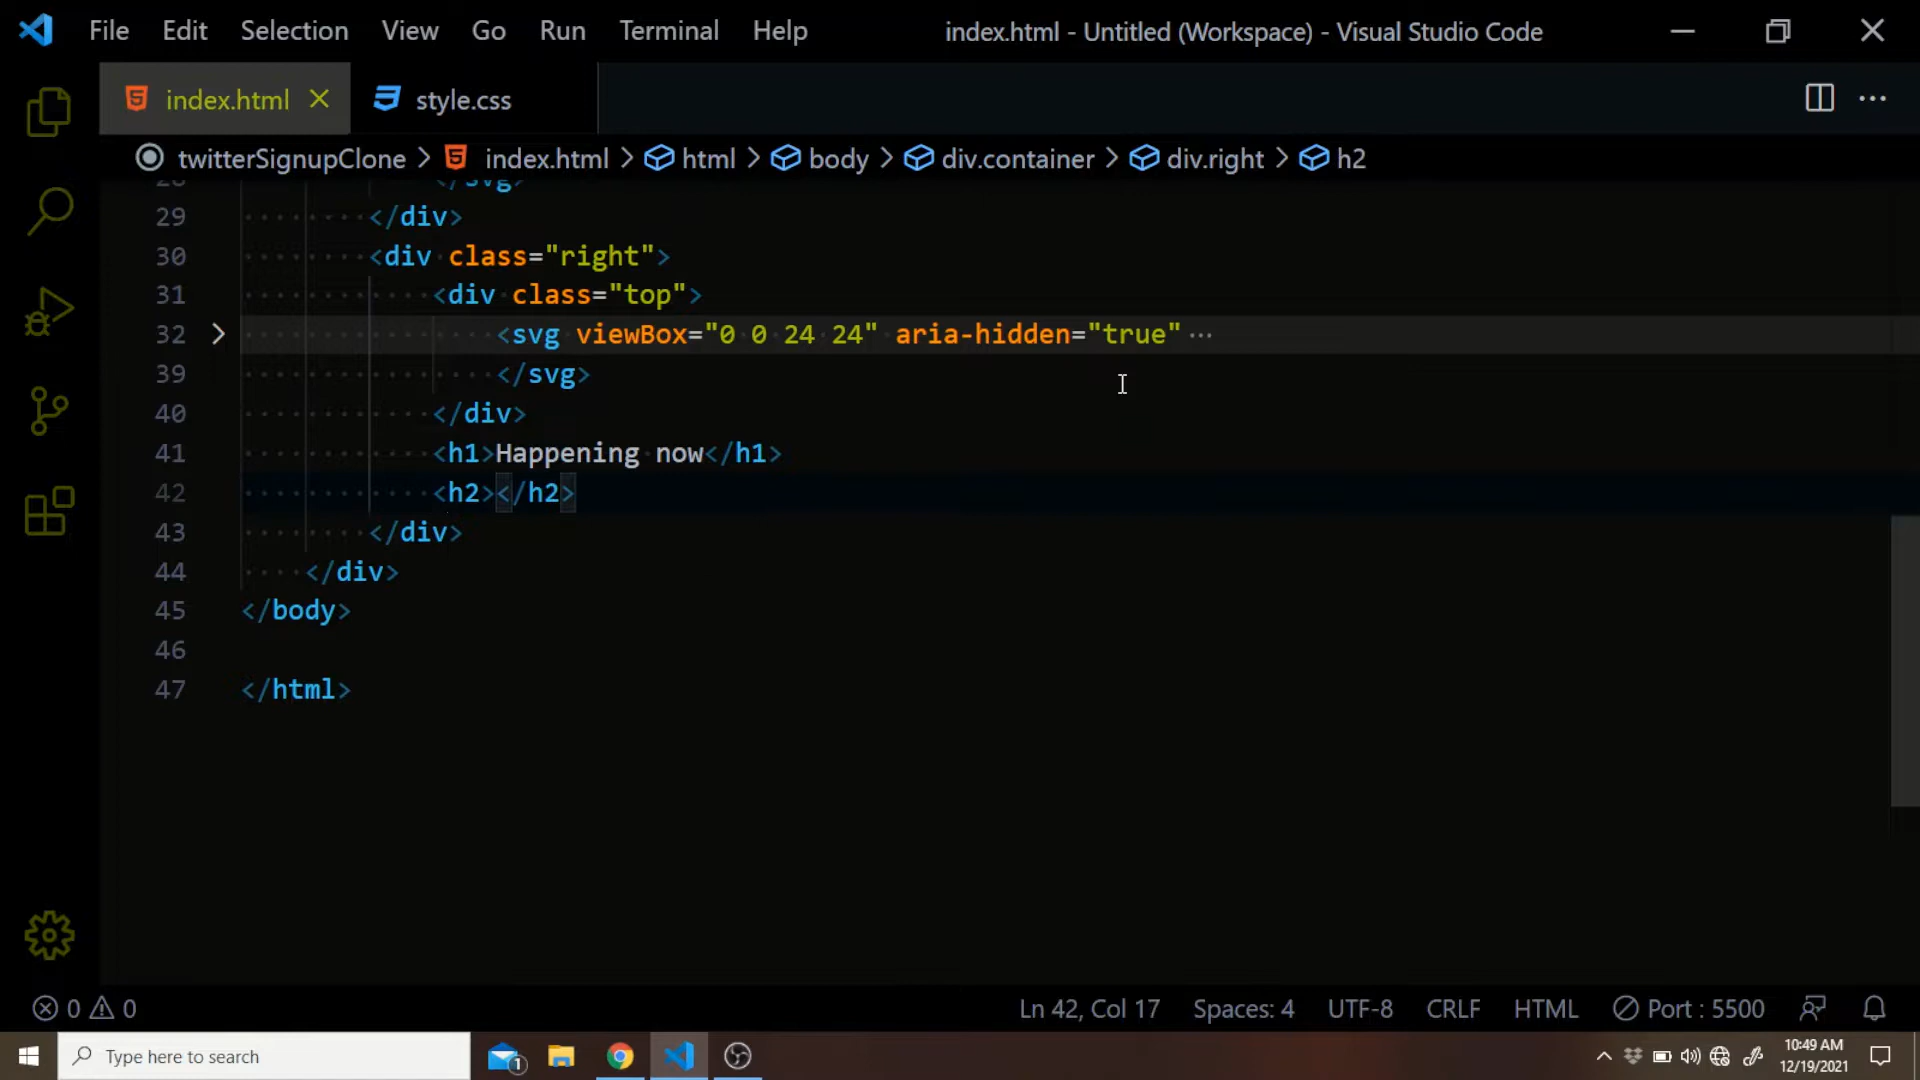 File Edit Selection View Go Run Terminal Help index.html - Untitled (Workspace) - Visual Studio Code
index.html style.css
twitterSignupClone > index.html > html > body > div.container > div.right > h2
28 </svg>
29 </div>
30 <div class="right">
31 <div class="top">
32 <svg viewBox="0 0 24 24" aria-hidden="true" ···
39 </svg>
40 </div>
41 <h1>Happening now</h1>
42 <h2></h2>
43 </div>
44 </div>
45 </body>
46
47 </html>
0 0 Ln 42, Col 17 Spaces: 4 UTF-8 CRLF HTML Port : 5500
Type here to search 1 10:49 AM
12/19/2021